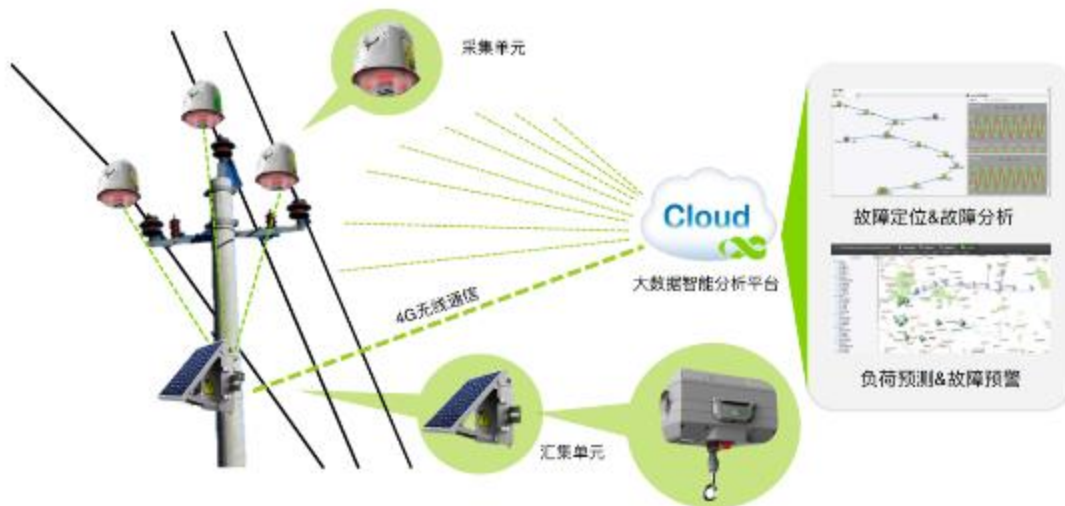 采集单元
Cloud
大数据智能分析平台
4G无线通信
汇集单元
故障定位&故障分析
负荷预测&故障预警